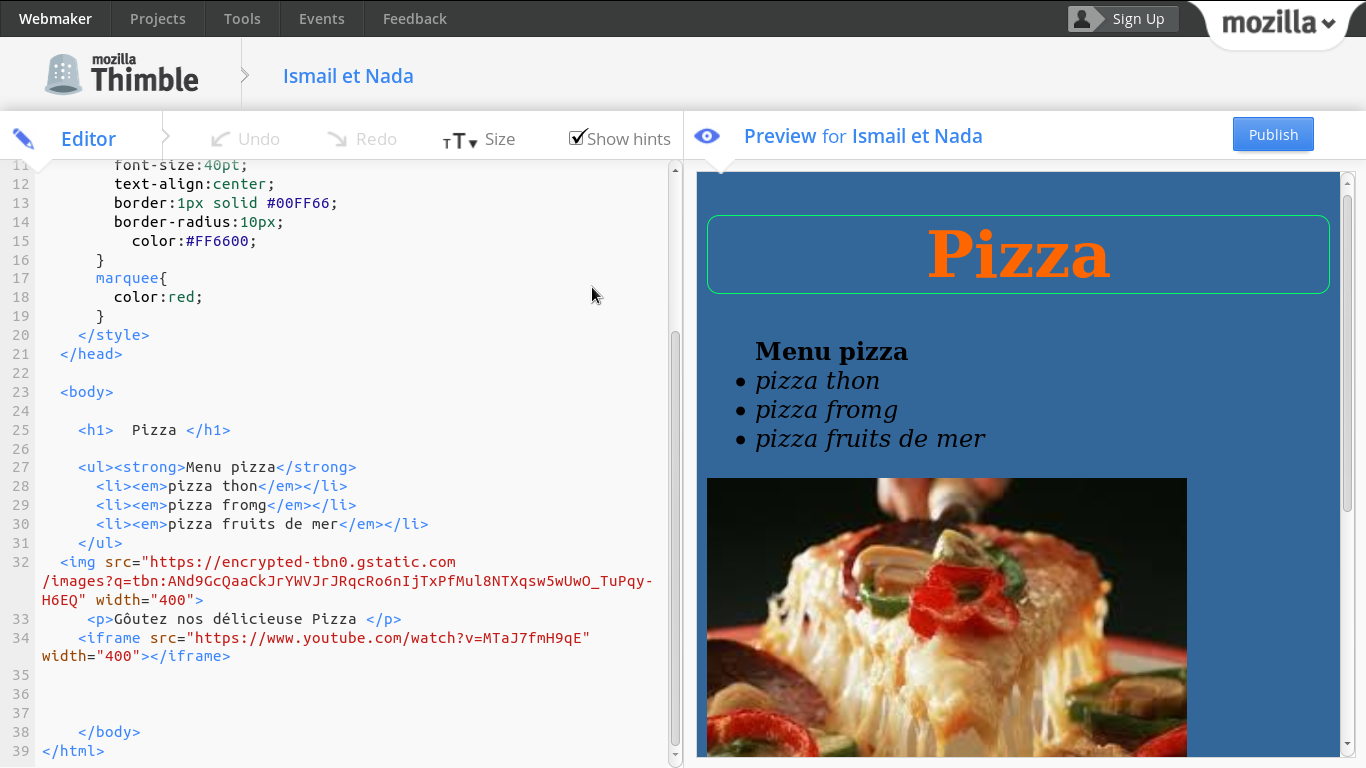 Webmaker Projects Tools Events Feedback Sign Up mozilla
mozilla
Thimble Ismail et Nada
Editor Undo Redo TT Size Show hints
11 font-size:40pt;
12 text-align:center;
13 border:1px solid #00FF66;
14 border-radius:10px;
15 color:#FF6600;
16 }
17 marquee{
18 color:red;
19 }
20 </style>
21 </head>
22
23 <body>
24
25 <h1>  Pizza </h1>
26
27 <ul><strong>Menu pizza</strong>
28 <li><em>pizza thon</em></li>
29 <li><em>pizza fromg</em></li>
30 <li><em>pizza fruits de mer</em></li>
31 </ul>
32 <img src="https://encrypted-tbn0.gstatic.com
/images?q=tbn:ANd9GcQaaCkJrYWVJrJRqcRo6nIjTxPfMul8NTXqsw5wUwO_TuPqy-
H6EQ" width="400">
33 <p>Gôutez nos délicieuse Pizza </p>
34 <iframe src="https://www.youtube.com/watch?v=MTaJ7fmH9qE"
width="400"></iframe>
35
36
37
38 </body>
39 </html>
Preview for Ismail et Nada Publish
Pizza
Menu pizza
• pizza thon
• pizza fromg
• pizza fruits de mer